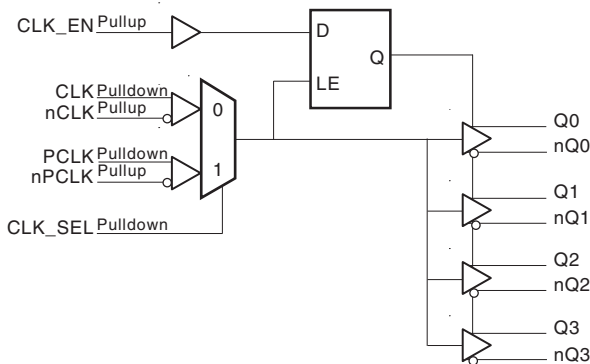 CLK_EN Pullup
D
Q
LE
CLK Pulldown
nCLK Pullup
0
PCLK Pulldown
nPCLK Pullup
1
CLK_SEL Pulldown
Q0
nQ0
Q1
nQ1
Q2
nQ2
Q3
nQ3